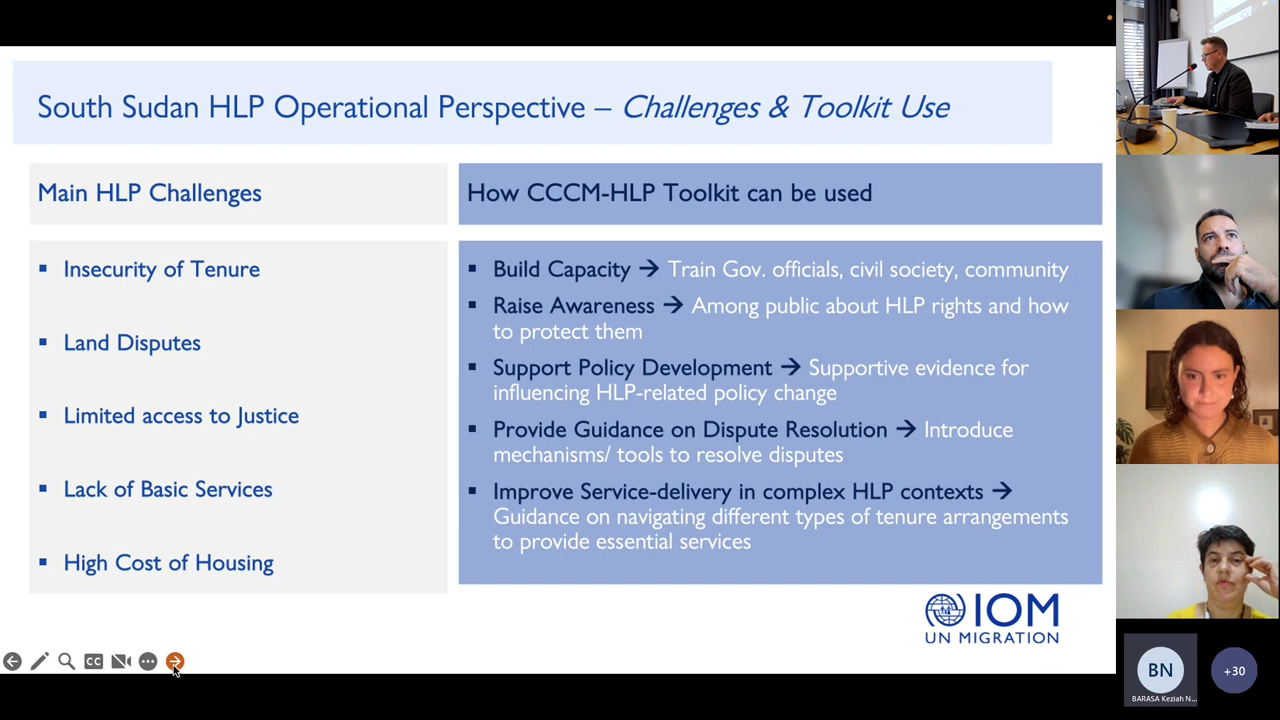 South Sudan HLP Operational Perspective – Challenges & Toolkit Use
Main HLP Challenges
▪ Insecurity of Tenure
▪ Land Disputes
▪ Limited access to Justice
▪ Lack of Basic Services
▪ High Cost of Housing
How CCCM-HLP Toolkit can be used
▪ Build Capacity → Train Gov. officials, civil society, community
▪ Raise Awareness → Among public about HLP rights and how
to protect them
▪ Support Policy Development → Supportive evidence for
influencing HLP-related policy change
▪ Provide Guidance on Dispute Resolution → Introduce
mechanisms/ tools to resolve disputes
▪ Improve Service-delivery in complex HLP contexts →
Guidance on navigating different types of tenure arrangements
to provide essential services
IOM
UN MIGRATION
CC
BN
BARASA Keziah N...
+30